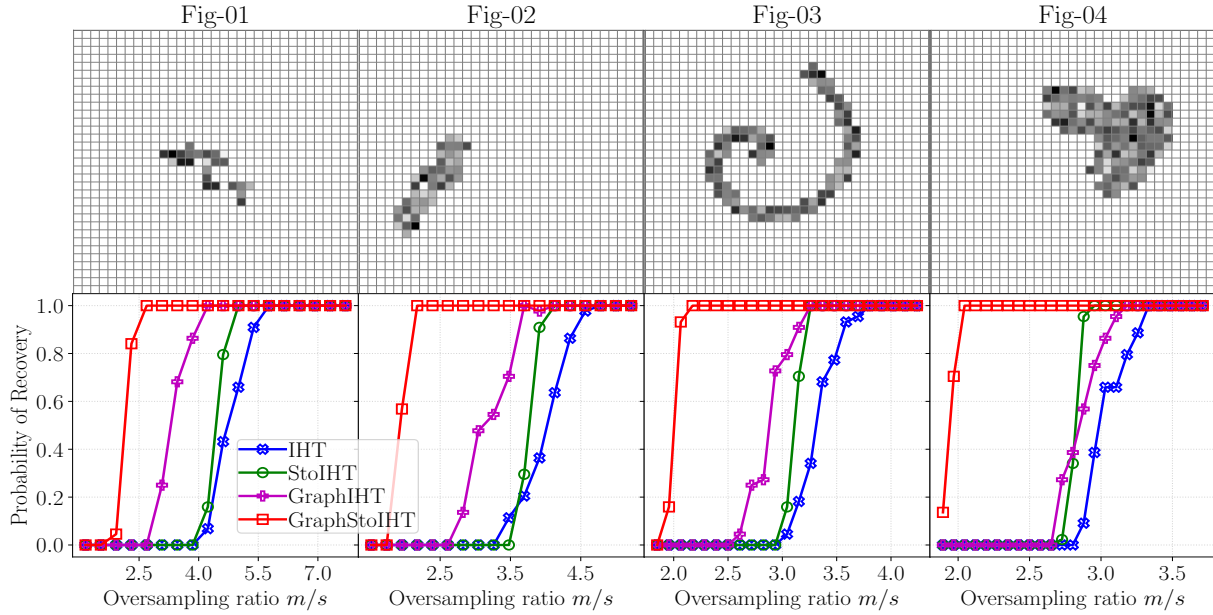 Fig-01 Fig-02 Fig-03 Fig-04
Probability of Recovery
1.0
0.8
0.6
0.4
0.2
0.0
IHT
StoIHT
GraphIHT
GraphStoIHT
2.5 4.0 5.5 7.0 2.5 3.5 4.5 2.0 2.5 3.0 3.5 4.0 2.0 2.5 3.0 3.5
Oversampling ratio m/s Oversampling ratio m/s Oversampling ratio m/s Oversampling ratio m/s